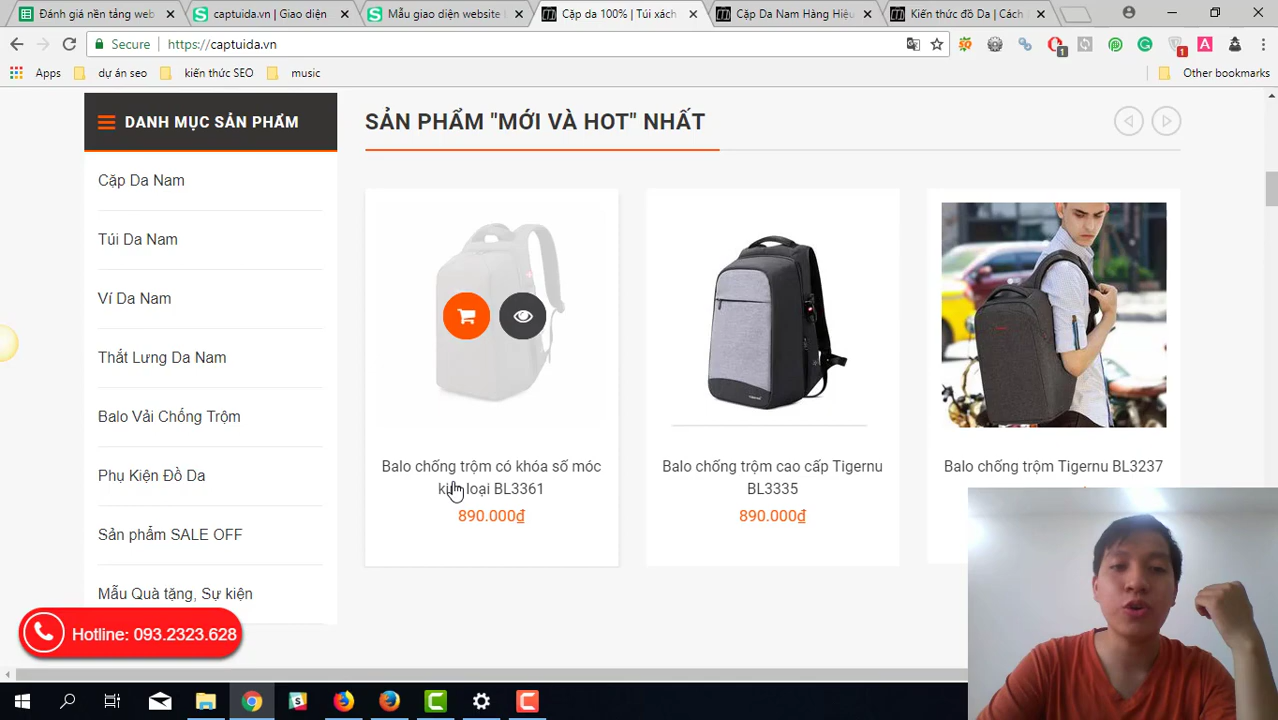 Đánh giá nền tảng web
captuida.vn | Giao diện
Mẫu giao diện website
Cặp da 100% | Túi xách
Cặp Da Nam Hàng Hiệu
Kiến thức đồ Da | Cách
Secure
https://captuida.vn
Apps
dự án seo
kiến thức SEO
music
Other bookmarks
DANH MỤC SẢN PHẨM
Cặp Da Nam
Túi Da Nam
Ví Da Nam
Thắt Lưng Da Nam
Balo Vải Chống Trộm
Phụ Kiện Đồ Da
Sản phẩm SALE OFF
Mẫu Quà tặng, Sự kiện
Hotline: 093.2323.628
SẢN PHẨM "MỚI VÀ HOT" NHẤT
Balo chống trộm có khóa số móc
kim loại BL3361
890.000₫
Balo chống trộm cao cấp Tigernu
BL3335
890.000₫
Balo chống trộm Tigernu BL3237